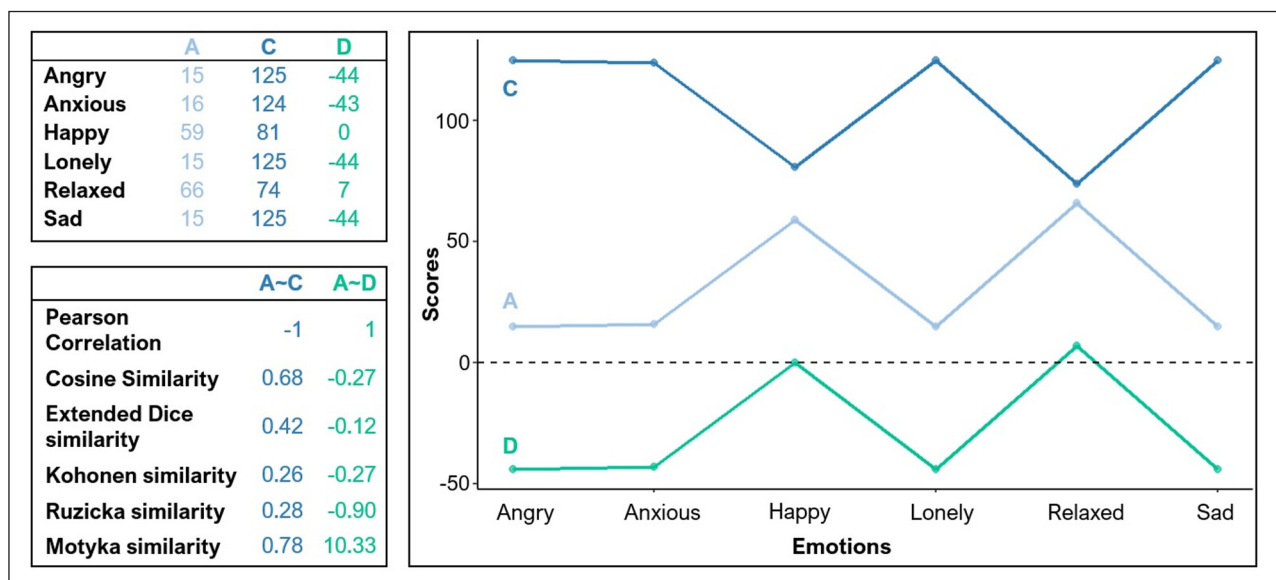 A C D
Angry 15 125 -44
Anxious 16 124 -43
Happy 59 81 0
Lonely 15 125 -44
Relaxed 66 74 7
Sad 15 125 -44
A~C A~D
Pearson
Correlation -1 1
Cosine Similarity 0.68 -0.27
Extended Dice
similarity 0.42 -0.12
Kohonen similarity 0.26 -0.27
Ruzicka similarity 0.28 -0.90
Motyka similarity 0.78 10.33
Scores
100
50
0
-50
C
A
D
Angry Anxious Happy Lonely Relaxed Sad
Emotions